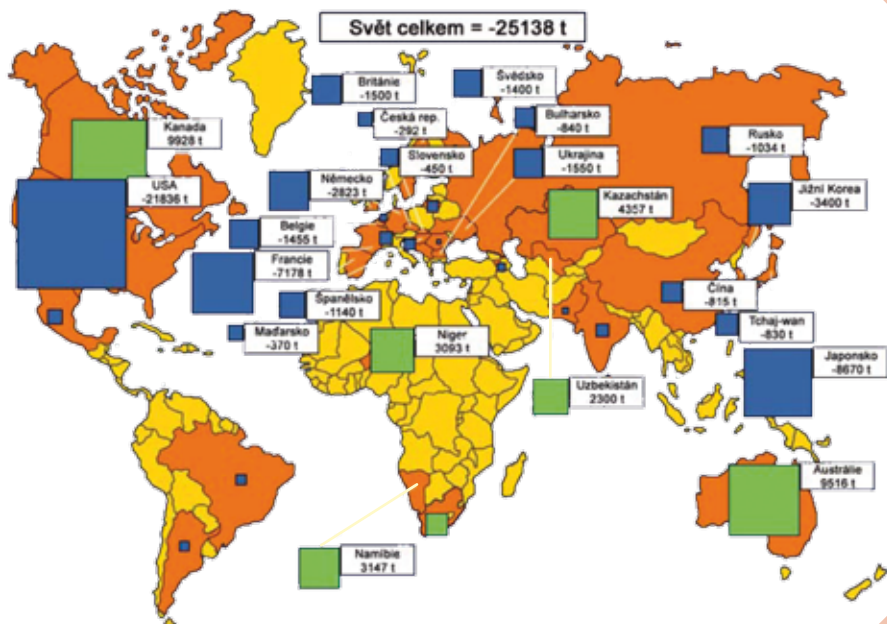 Svět celkem = -25138 t
Británie
-1500 t
Švédsko
-1400 t
Česká rep.
-292 t
Bulharsko
-840 t
Kanada
9928 t
Slovensko
-450 t
Ukrajina
-1550 t
Rusko
-1034 t
USA
-21836 t
Německo
-2823 t
Kazachstán
4357 t
Jižní Korea
-3400 t
Belgie
-1455 t
Francie
-7178 t
Španělsko
-1140 t
Čína
-815 t
Maďarsko
-370 t
Niger
3093 t
Tchaj-wan
-830 t
Japonsko
-8670 t
Uzbekistán
2300 t
Austrálie
9516 t
Namibie
3147 t